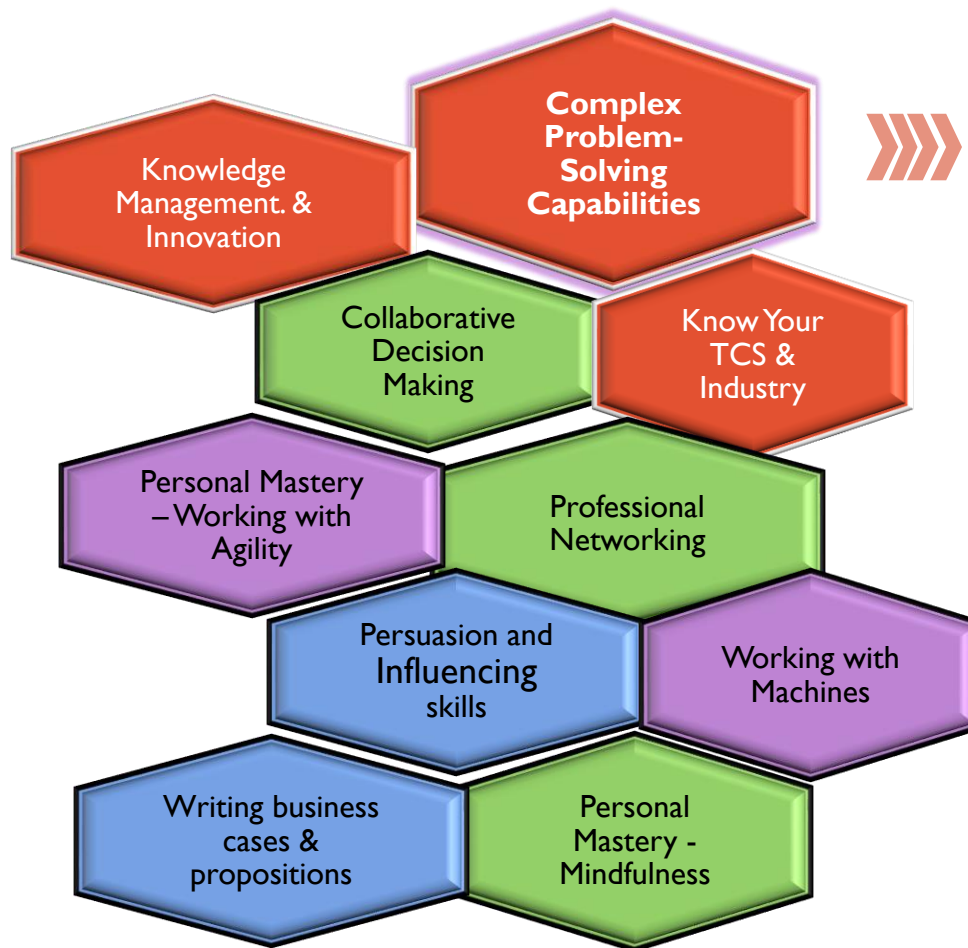 Complex
Problem-
Solving
Capabilities
Knowledge
Management. &
Innovation
Collaborative
Decision
Making
Know Your
TCS &
Industry
Personal Mastery
– Working with
Agility
Professional
Networking
Persuasion and
Influencing
skills
Working with
Machines
Writing business
cases &
propositions
Personal
Mastery -
Mindfulness